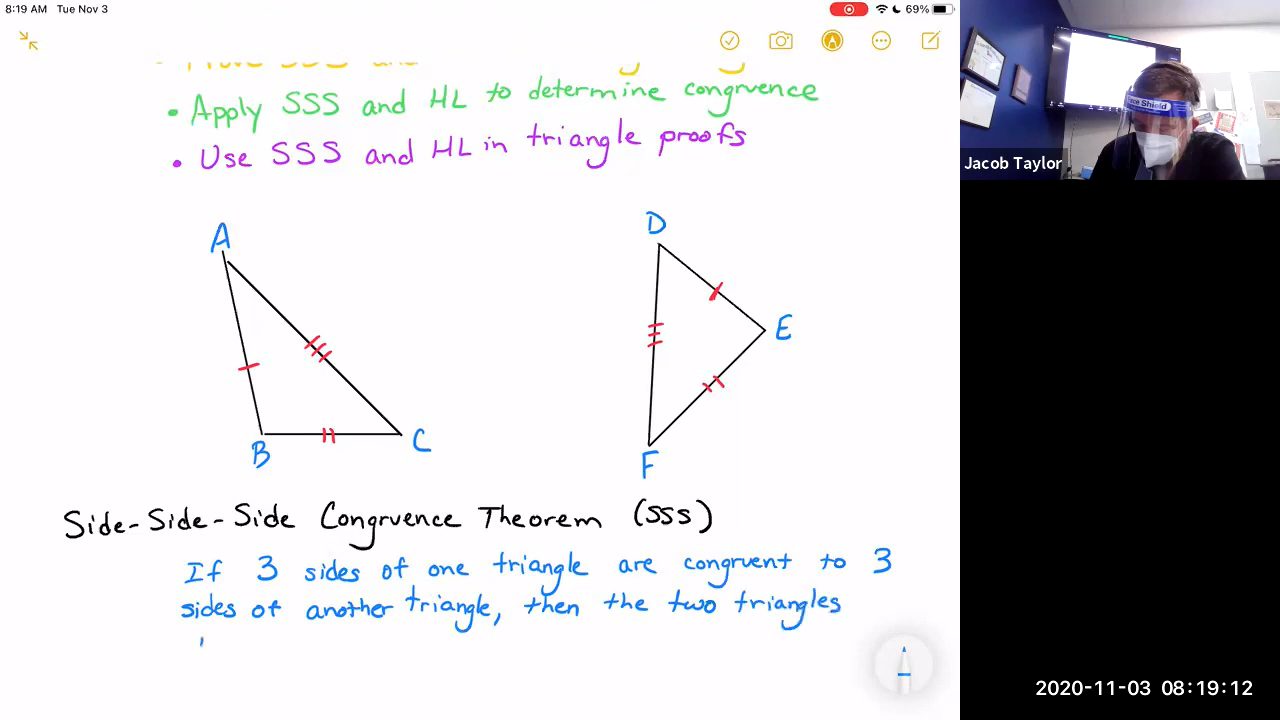 8:19 AM Tue Nov 3
69%
• Apply SSS and HL to determine congruence
• Use SSS and HL in triangle proofs
Face Shield
Jacob Taylor
A
D
E
B
C
F
Side-Side-Side Congruence Theorem (SSS)
If 3 sides of one triangle are congruent to 3
sides of another triangle, then the two triangles
2020-11-03 08:19:12